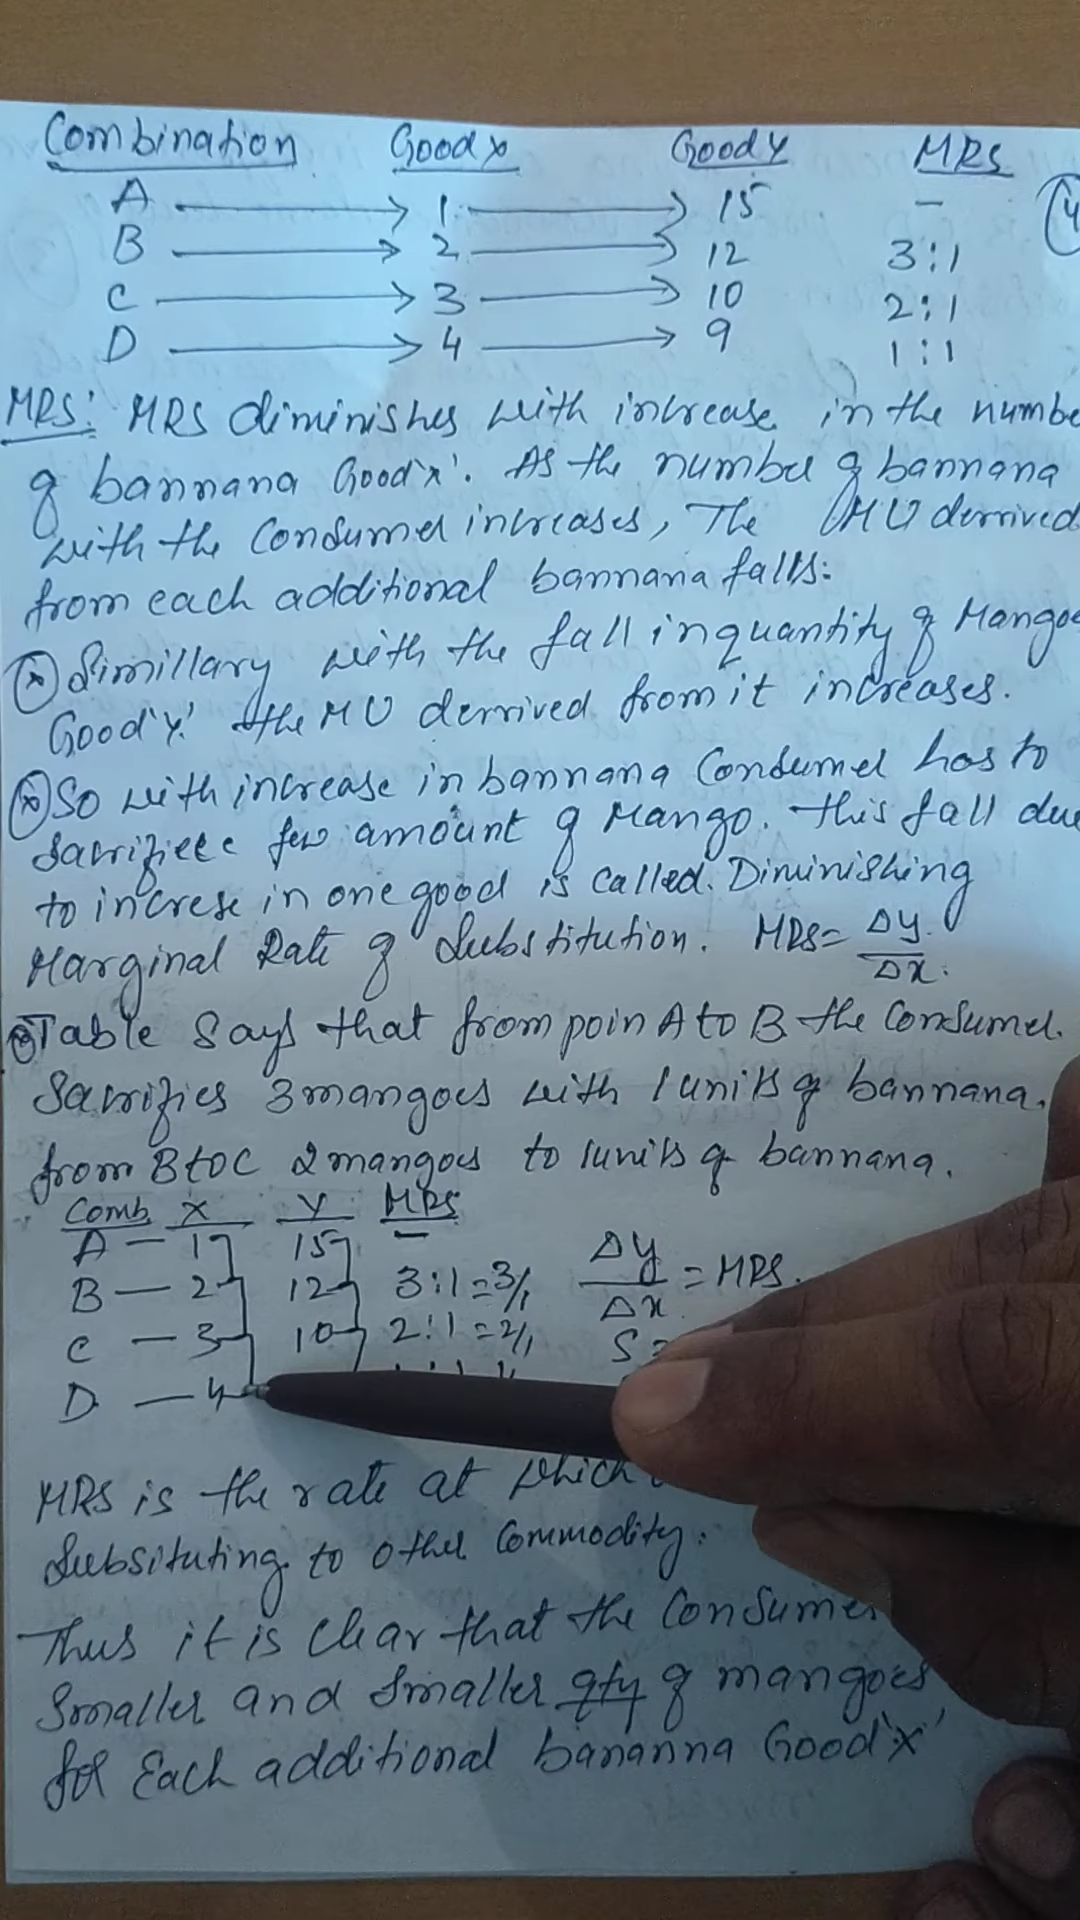 Combination Good x Good y MRS
A 1 15 –
B 2 12 3:1
C 3 10 2:1
D 4 9 1:1
MRS: MRS diminishes with increase in the numbe
of bannana Good 'x'. As the number of bannana
with the Consumer increases, The MU derrived
from each additional bannana falls:
Simillary with the fall in quantity of Mangoe
Good 'y' the MU derrived from it increases.
So with increase in bannana Consumer has to
Sacrifiece few amount of Mango. this fall due
to increse in one good is called. Diminishing
Marginal Rate of Substitution. MRS= Δy/Δx.
Table Says that from poin A to B the Consumer.
Sacrifies 3 mangoes with 1 units of bannana.
from B to C 2 mangoes to 1 units of bannana.
Comb. X Y MRS
A – 1 15 –
B – 2 12 3:1 = 3/1 Δy/Δx = MRS.
C – 3 10 2:1 = 2/1
D – 4
MRS is the rate at which
Subsituting to other Commodity.
Thus it is Clear that the Consumer
Smaller and Smaller qty of mangoes
for Each additional bananna Good 'x'